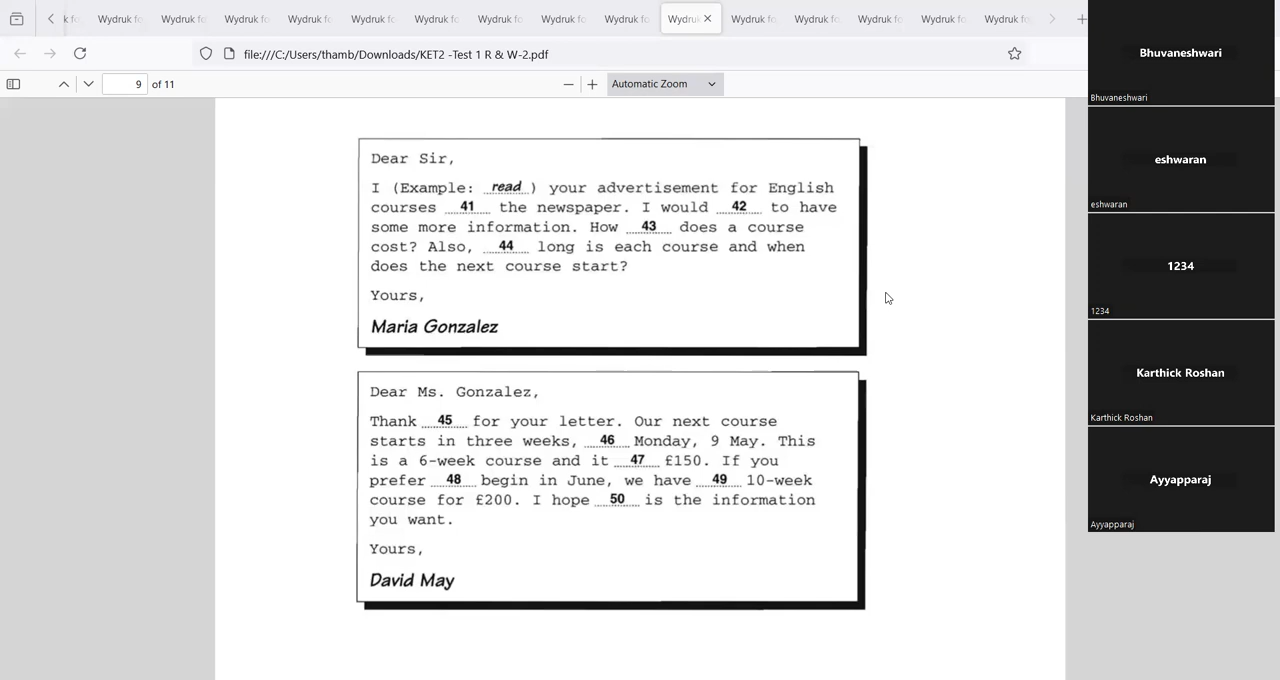 Wydruk fo
Wydruk fo
Wydruk fo
Wydruk fo
Wydruk fo
Wydruk fo
Wydruk fo
Wydruk fo
Wydruk fo
Wydru
Wydruk fo
Wydruk fo
Wydruk fo
Wydruk fo
Wydruk fo
file:///C:/Users/thamb/Downloads/KET2 -Test 1 R & W-2.pdf
9 of 11
Automatic Zoom
Dear Sir,
I (Example: read ) your advertisement for English
courses 41 the newspaper. I would 42 to have
some more information. How 43 does a course
cost? Also, 44 long is each course and when
does the next course start?
Yours,
Maria Gonzalez
Dear Ms. Gonzalez,
Thank 45 for your letter. Our next course
starts in three weeks, 46 Monday, 9 May. This
is a 6-week course and it 47 £150. If you
prefer 48 begin in June, we have 49 10-week
course for £200. I hope 50 is the information
you want.
Yours,
David May
Bhuvaneshwari
Bhuvaneshwari
eshwaran
eshwaran
1234
1234
Karthick Roshan
Karthick Roshan
Ayyapparaj
Ayyapparaj